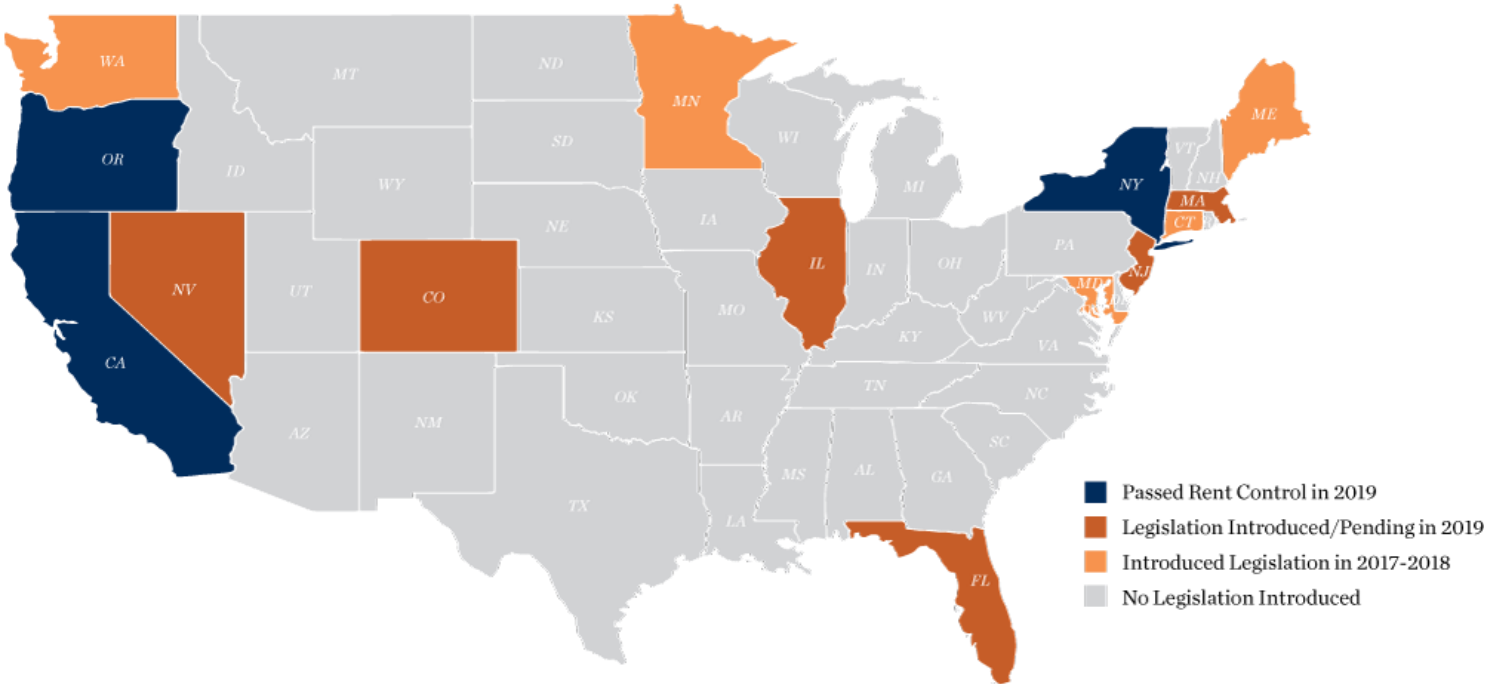 WA
MT
ND
MN
ME
OR
ID
SD
WI
VT
WY
MI
NY
NH
MA
IA
NE
CT
PA
NV
UT
CO
IL
IN
OH
NJ
MD
KS
MO
WV
KY
VA
CA
TN
NC
OK
AZ
NM
AR
SC
MS
AL
GA
TX
LA
FL
Passed Rent Control in 2019
Legislation Introduced/Pending in 2019
Introduced Legislation in 2017-2018
No Legislation Introduced